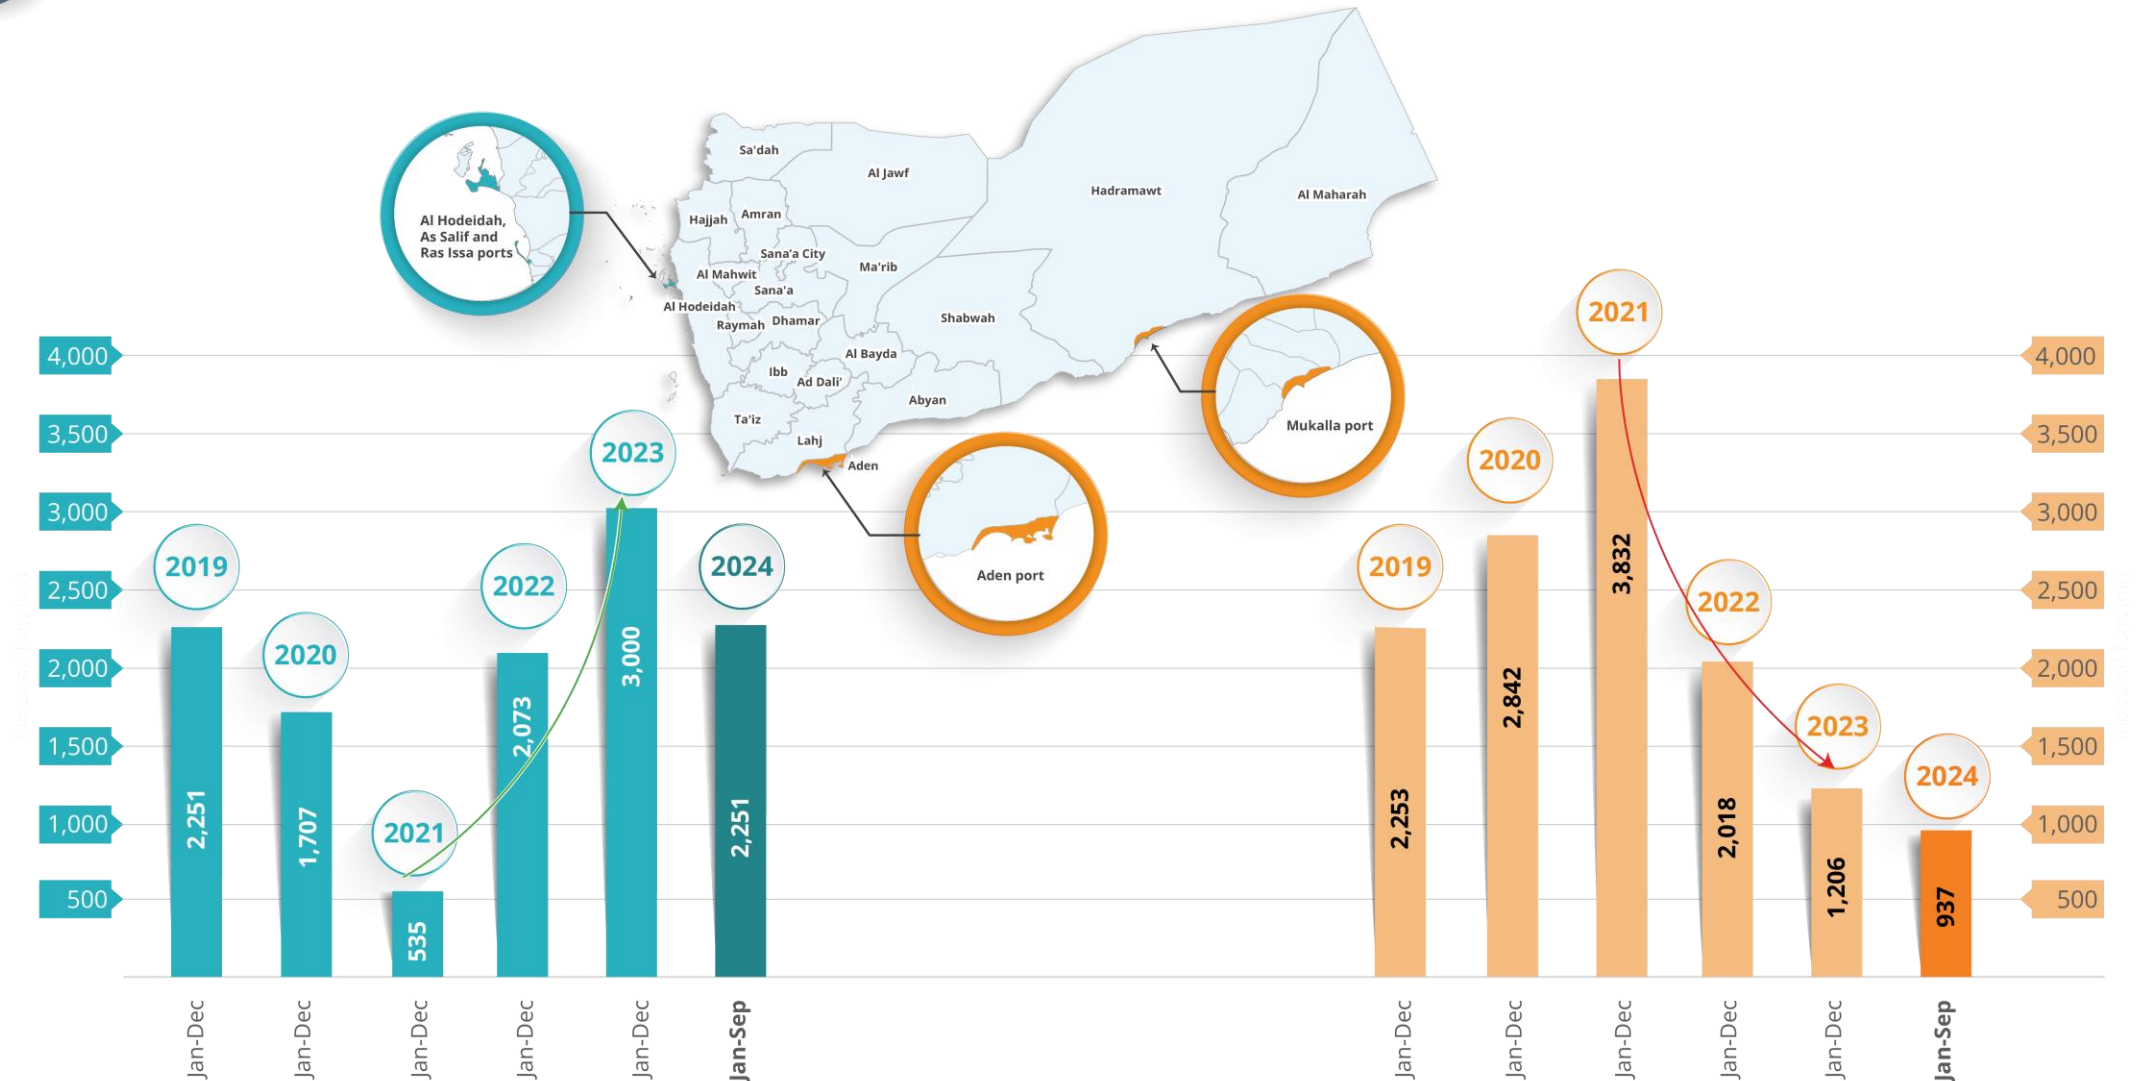 Sa'dah
Al Jawf
Hadramawt
Al Maharah
Hajjah
Amran
Sana'a City
Ma'rib
Al Mahwit
Sana'a
Al Hodeidah
Raymah
Dhamar
Shabwah
Al Bayda
Ibb
Ad Dali'
Abyan
Ta'iz
Lahj
Aden
Al Hodeidah,
As Salif and
Ras Issa ports
Mukalla port
Aden port
4,000
3,500
3,000
2,500
2,000
1,500
1,000
500
2019
2020
2021
2022
2023
2024
2,251
1,707
535
2,073
3,000
2,251
Jan-Dec
Jan-Dec
Jan-Dec
Jan-Dec
Jan-Dec
Jan-Sep
2019
2020
2021
2022
2023
2024
2,253
2,842
3,832
2,018
1,206
937
Jan-Dec
Jan-Dec
Jan-Dec
Jan-Dec
Jan-Dec
Jan-Sep
4,000
3,500
3,000
2,500
2,000
1,500
1,000
500